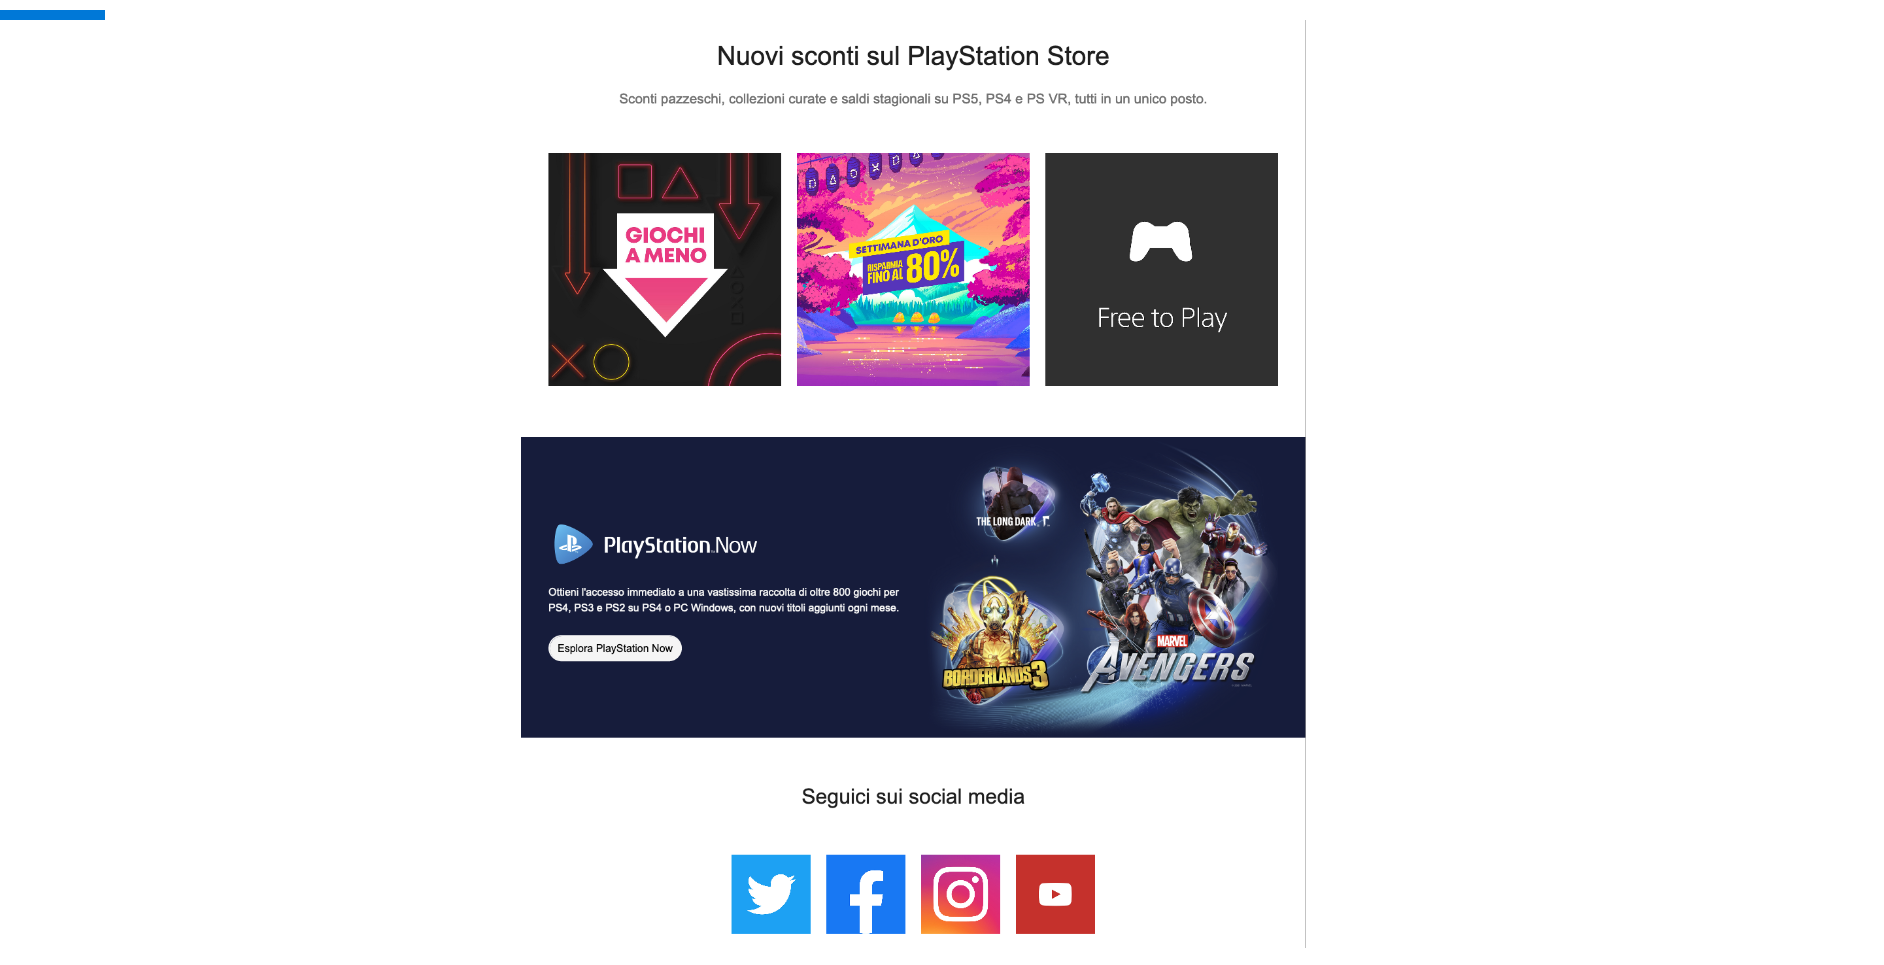 Nuovi sconti sul PlayStation Store
Sconti pazzeschi, collezioni curate e saldi stagionali su PS5, PS4 e PS VR, tutti in un unico posto.
GIOCHI
A MENO
SETTIMANA D'ORO
RISPARMIA
FINO AL 80%
Free to Play
PlayStation Now
Ottieni l'accesso immediato a una vastissima raccolta di oltre 800 giochi per
PS4, PS3 e PS2 su PS4 o PC Windows, con nuovi titoli aggiunti ogni mese.
Esplora PlayStation Now
THE LONG DARK
BORDERLANDS 3
MARVEL
AVENGERS
Seguici sui social media